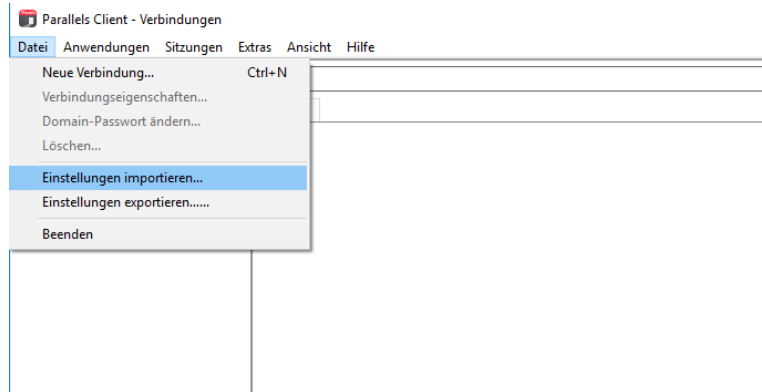 Parallels Client - Verbindungen
Datei Anwendungen Sitzungen Extras Ansicht Hilfe
Neue Verbindung... Ctrl+N
Verbindungseigenschaften...
Domain-Passwort ändern...
Löschen...
Einstellungen importieren...
Einstellungen exportieren......
Beenden